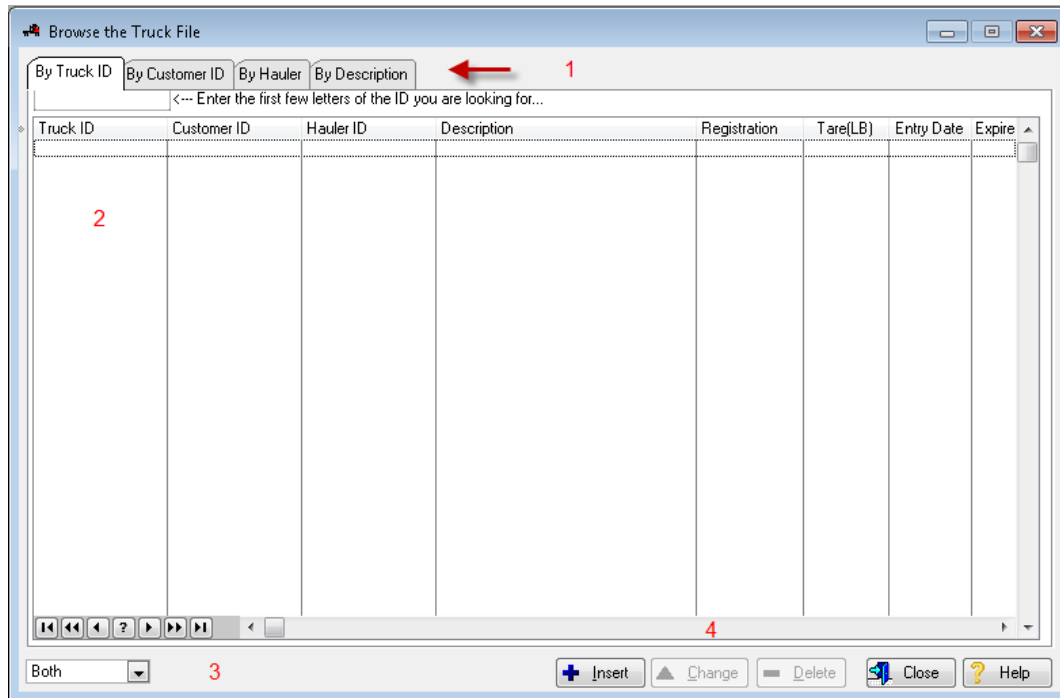 Browse the Truck File
By Truck ID By Customer ID By Hauler By Description 1
<--- Enter the first few letters of the ID you are looking for...
Truck ID Customer ID Hauler ID Description Registration Tare(LB) Entry Date Expire
2
? 4
Both 3 Insert Change Delete Close ? Help